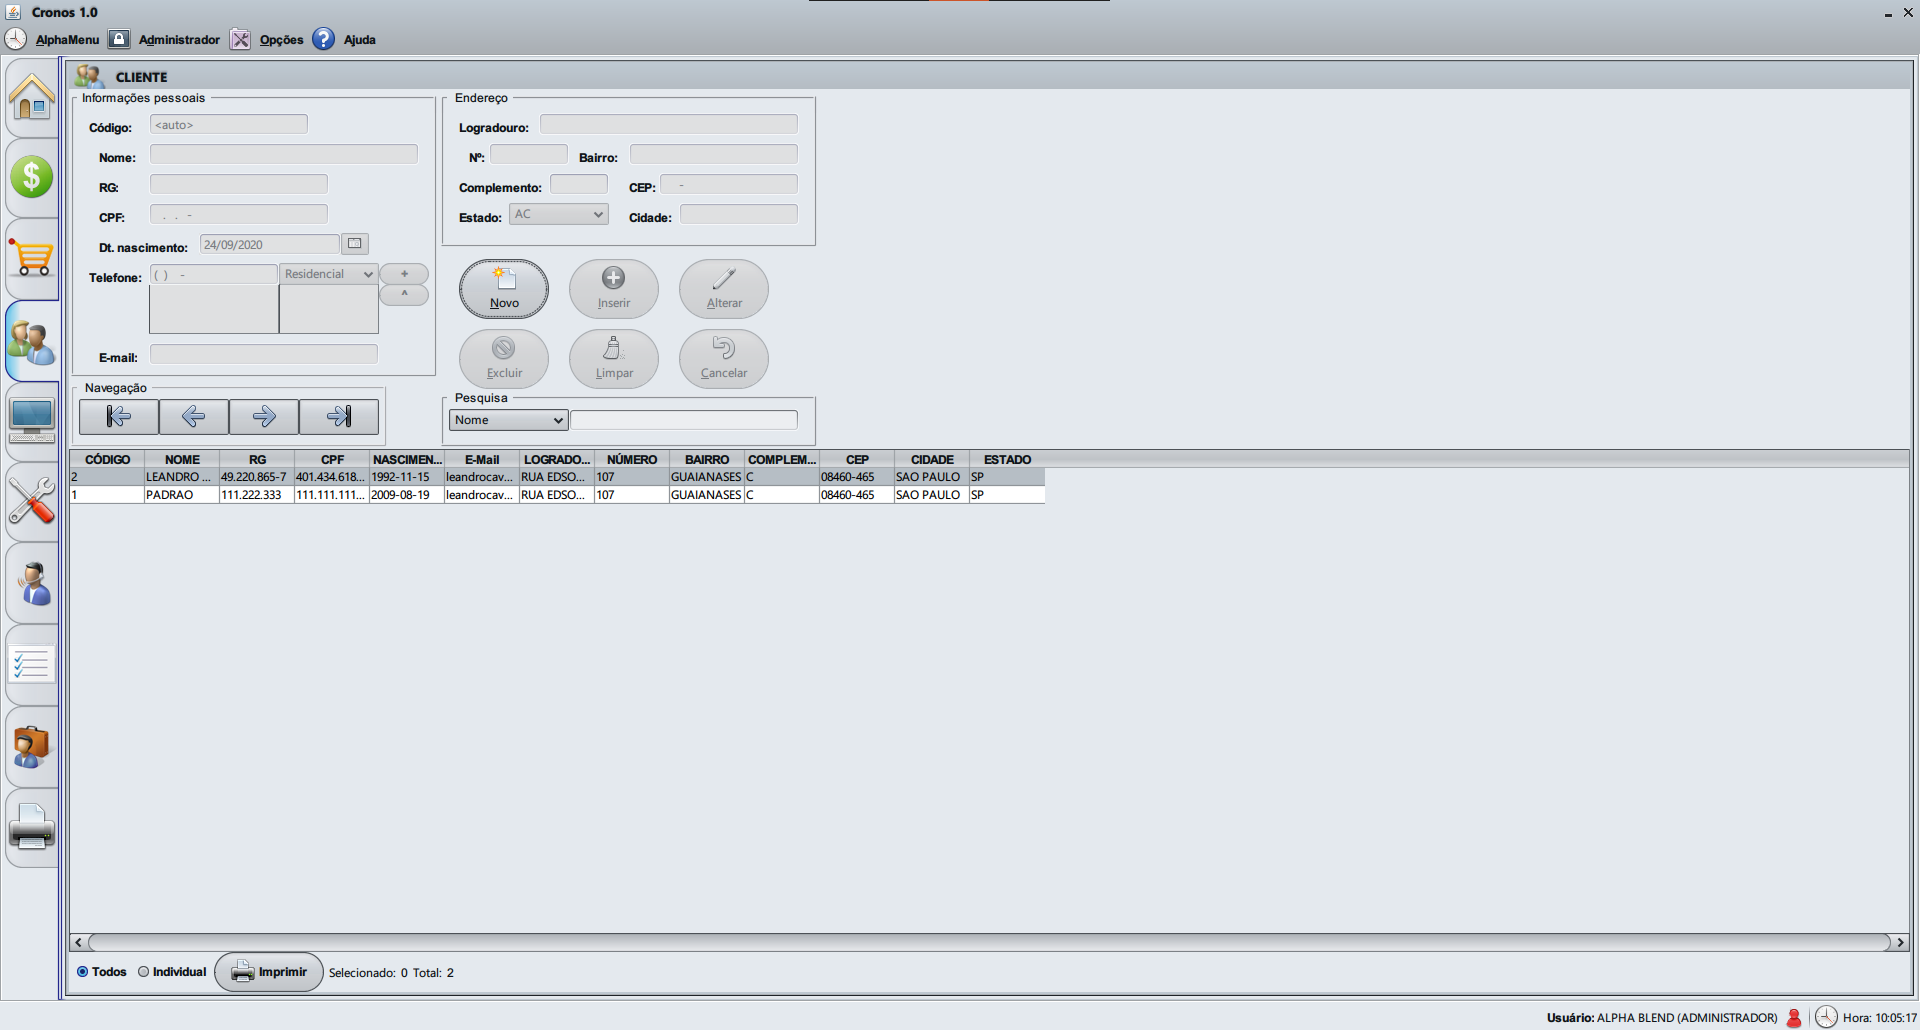 Cronos 1.0
AlphaMenu Administrador Opções Ajuda
CLIENTE
Informações pessoais
Código: <auto>
Nome:
RG:
CPF: . . -
Dt. nascimento: 24/09/2020
Telefone: ( ) - Residencial +
^
E-mail:
Endereço
Logradouro:
Nº: Bairro:
Complemento: CEP: -
Estado: AC Cidade:
Novo Inserir Alterar
Excluir Limpar Cancelar
Navegação
Pesquisa
Nome
CÓDIGO NOME RG CPF NASCIMEN... E-Mail LOGRADO... NÚMERO BAIRRO COMPLEM... CEP CIDADE ESTADO
2 LEANDRO ... 49.220.865-7 401.434.618... 1992-11-15 leandrocav... RUA EDSO... 107 GUAIANASES C 08460-465 SAO PAULO SP
1 PADRAO 111.222.333 111.111.111... 2009-08-19 leandrocav... RUA EDSO... 107 GUAIANASES C 08460-465 SAO PAULO SP
Todos Individual Imprimir Selecionado: 0 Total: 2
Usuário: ALPHA BLEND (ADMINISTRADOR) Hora: 10:05:17